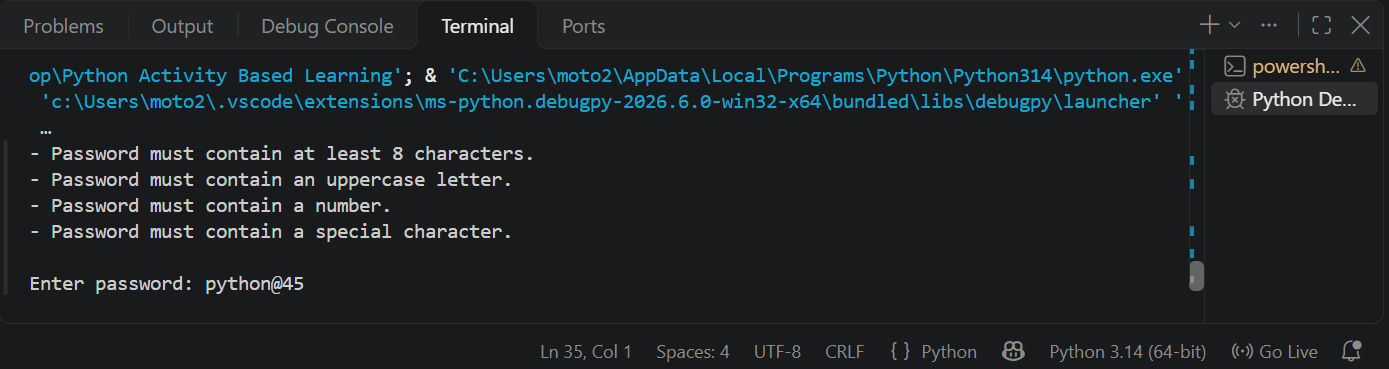 Problems Output Debug Console Terminal Ports
op\Python Activity Based Learning'; & 'C:\Users\moto2\AppData\Local\Programs\Python\Python314\python.exe'
'c:\Users\moto2\.vscode\extensions\ms-python.debugpy-2026.6.0-win32-x64\bundled\libs\debugpy\launcher' '
…
- Password must contain at least 8 characters.
- Password must contain an uppercase letter.
- Password must contain a number.
- Password must contain a special character.
Enter password: python@45
powersh...
Python De...
Ln 35, Col 1 Spaces: 4 UTF-8 CRLF { } Python Python 3.14 (64-bit) Go Live